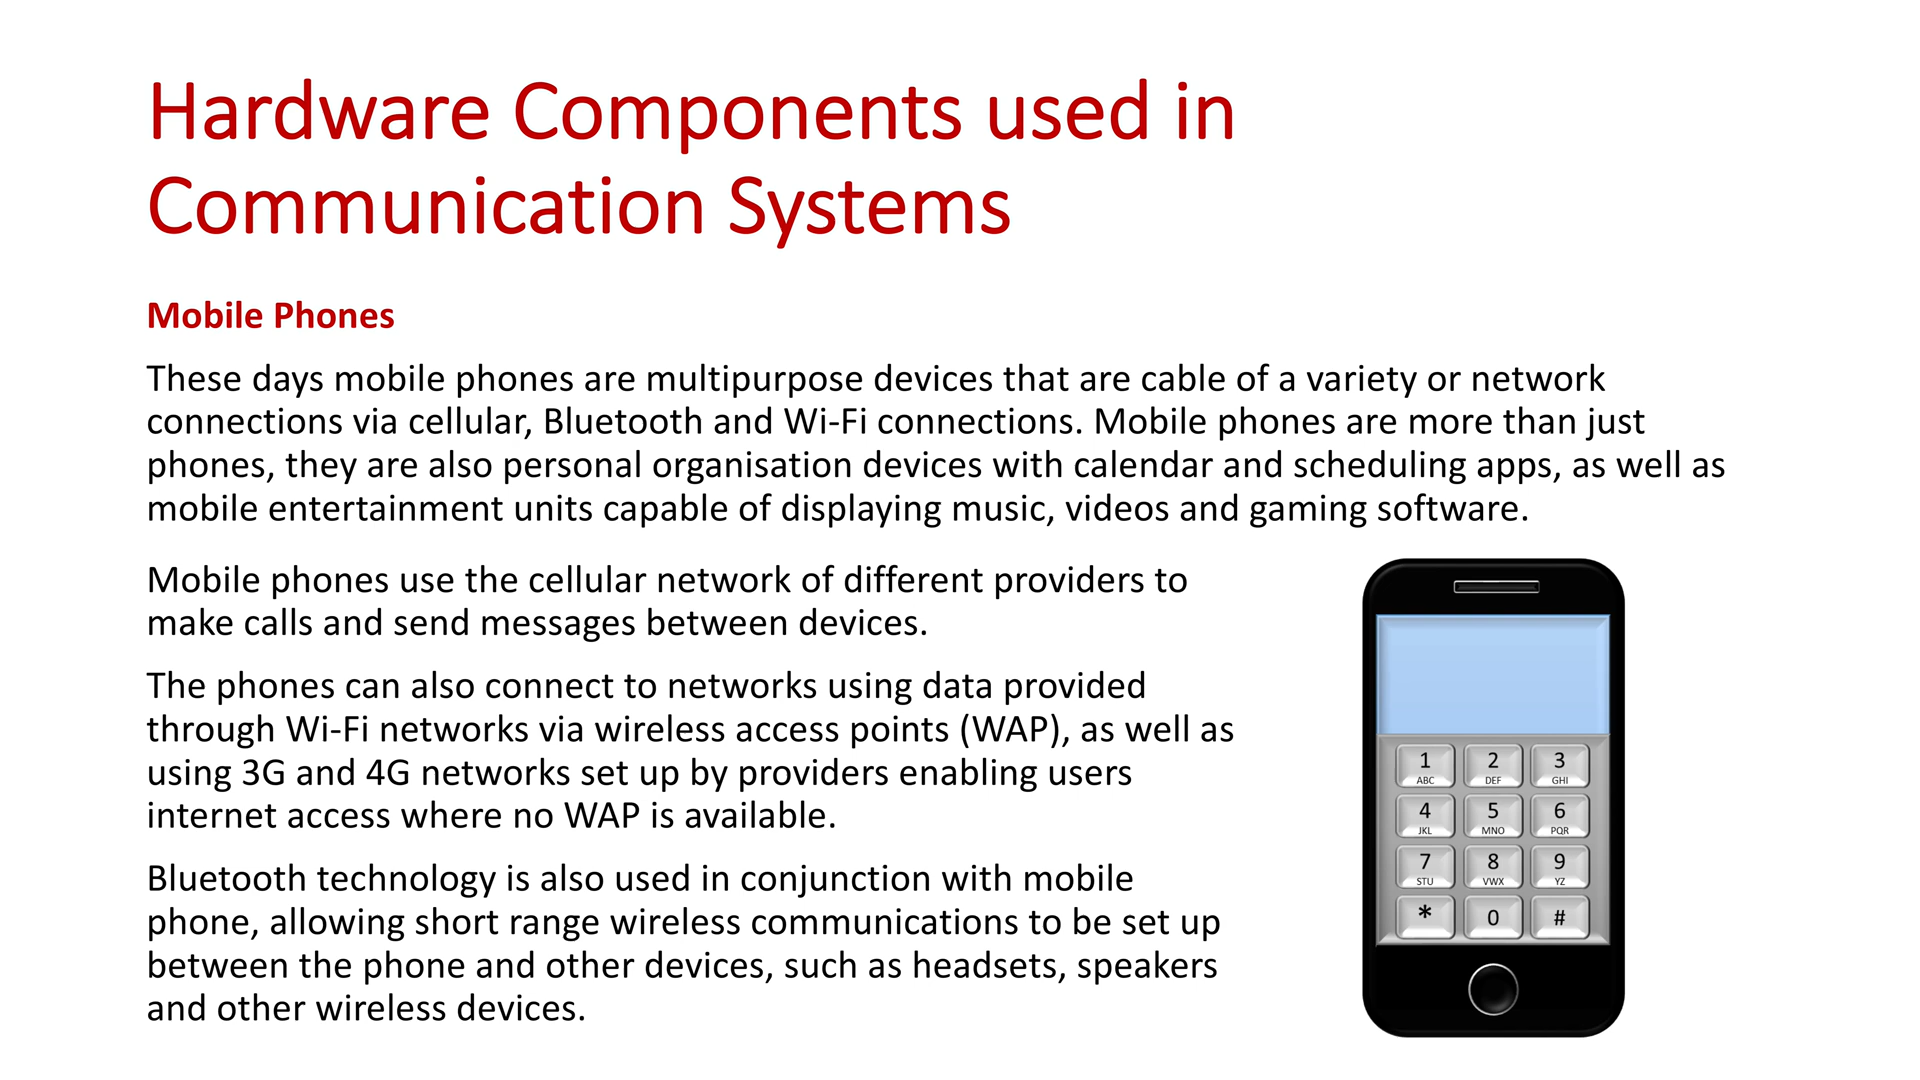 Hardware Components used in
Communication Systems
Mobile Phones
These days mobile phones are multipurpose devices that are cable of a variety or network
connections via cellular, Bluetooth and Wi-Fi connections. Mobile phones are more than just
phones, they are also personal organisation devices with calendar and scheduling apps, as well as
mobile entertainment units capable of displaying music, videos and gaming software.
Mobile phones use the cellular network of different providers to
make calls and send messages between devices.
The phones can also connect to networks using data provided
through Wi-Fi networks via wireless access points (WAP), as well as
using 3G and 4G networks set up by providers enabling users
internet access where no WAP is available.
Bluetooth technology is also used in conjunction with mobile
phone, allowing short range wireless communications to be set up
between the phone and other devices, such as headsets, speakers
and other wireless devices.
1 2 3
ABC DEF GHI
4 5 6
JKL MNO PQR
7 8 9
STU VWX YZ
* 0 #